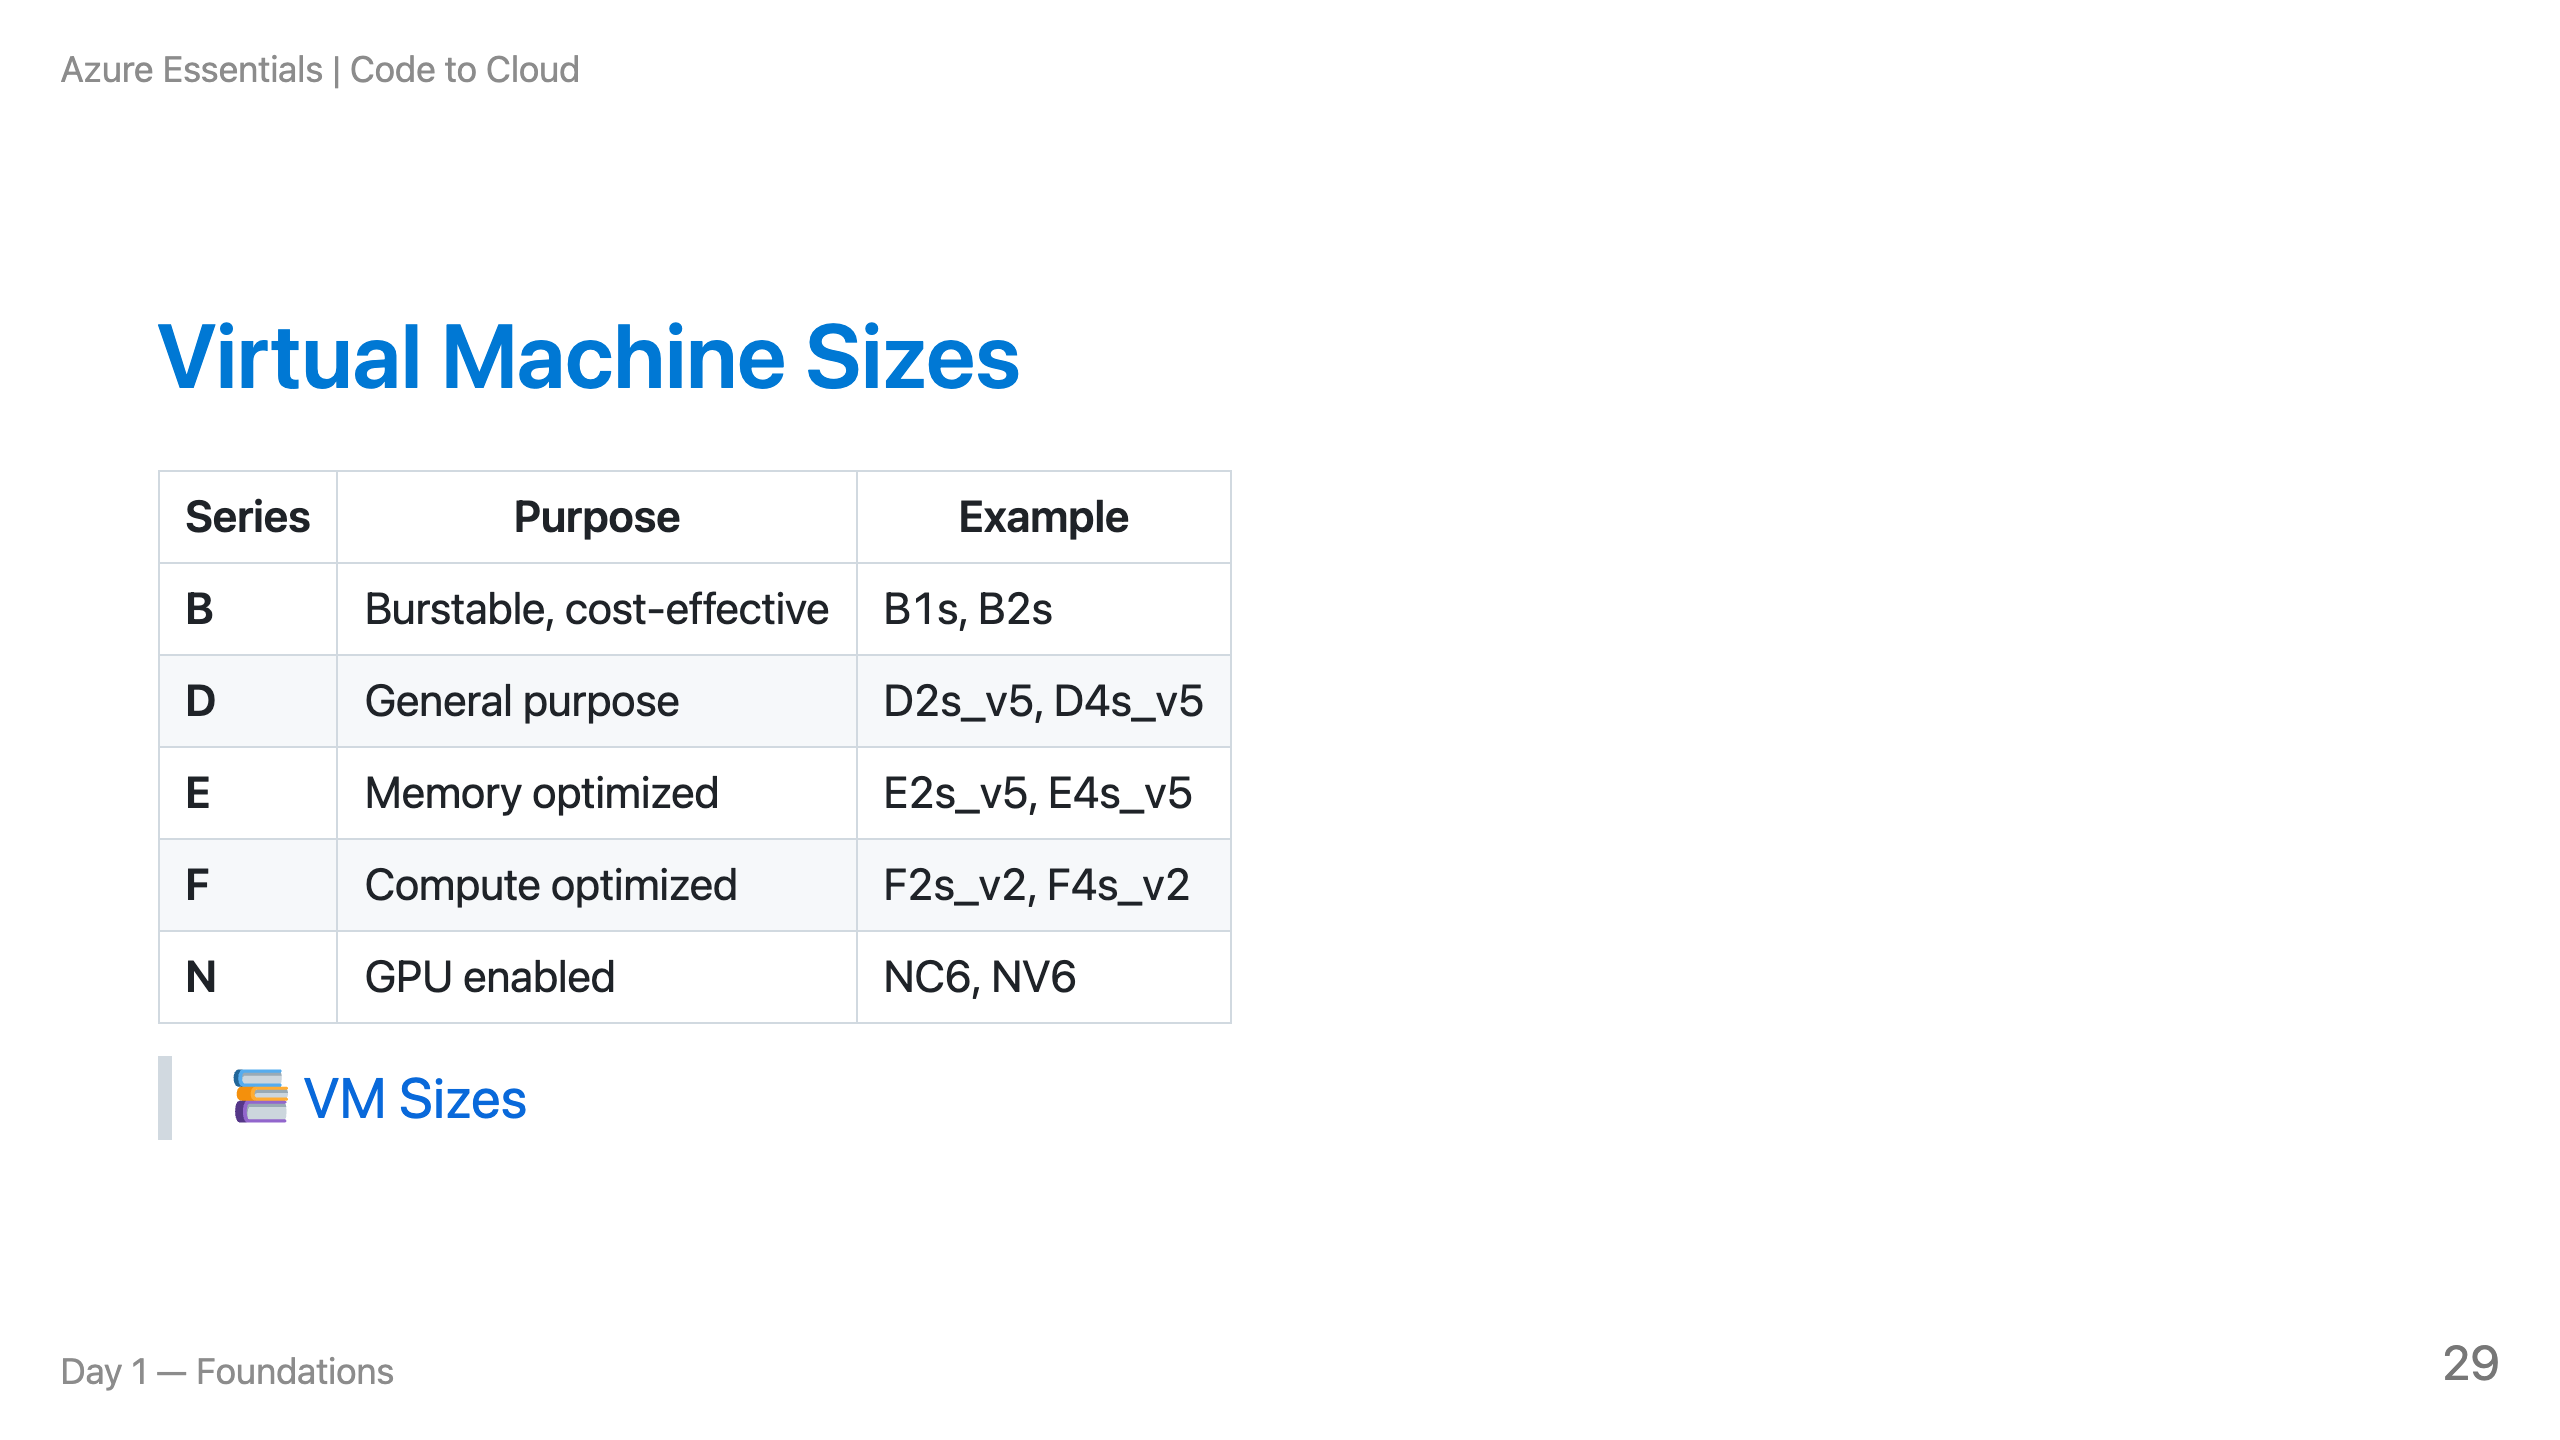 Azure Essentials | Code to Cloud
Virtual Machine Sizes
Series Purpose Example
B Burstable, cost-effective B1s, B2s
D General purpose D2s_v5, D4s_v5
E Memory optimized E2s_v5, E4s_v5
F Compute optimized F2s_v2, F4s_v2
N GPU enabled NC6, NV6
📚 VM Sizes
Day 1 — Foundations
29